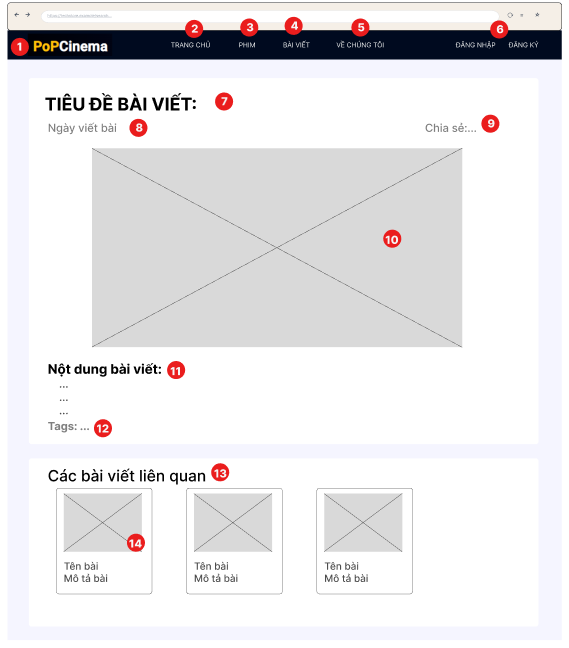 1 PoPCinema
2 TRANG CHỦ
3 PHIM
4 BÀI VIẾT
5 VỀ CHÚNG TÔI
6 ĐĂNG NHẬP ĐĂNG KÝ
TIÊU ĐỀ BÀI VIẾT: 7
Ngày viết bài 8
Chia sẻ:... 9
10
Nột dung bài viết: 11
...
...
...
Tags: ... 12
Các bài viết liên quan 13
14
Tên bài
Mô tả bài
Tên bài
Mô tả bài
Tên bài
Mô tả bài